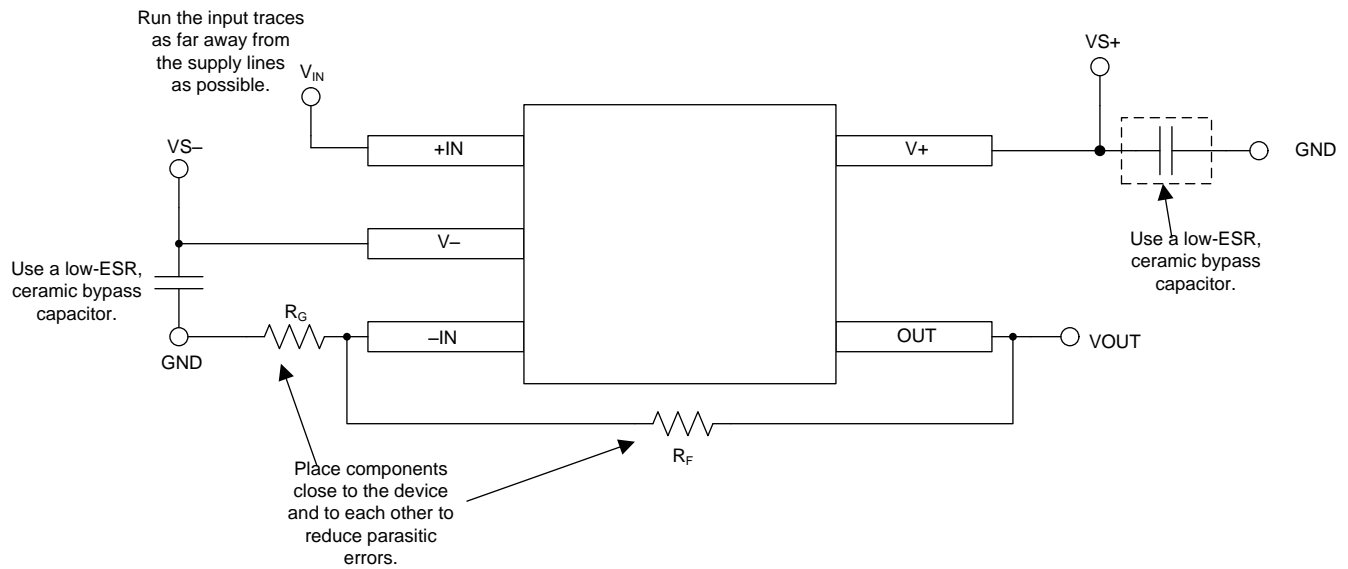 Run the input traces
as far away from
the supply lines
as possible.
VIN
VS+
VS–
+IN
V+
GND
V–
Use a low-ESR,
ceramic bypass
capacitor.
Use a low-ESR,
ceramic bypass
capacitor.
RG
–IN
OUT
VOUT
GND
RF
Place components
close to the device
and to each other to
reduce parasitic
errors.